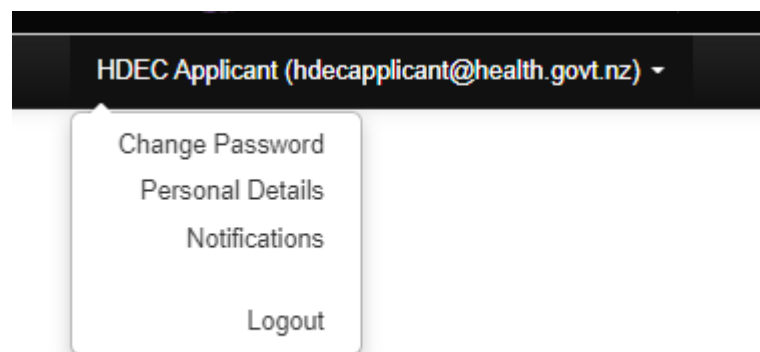 HDEC Applicant (hdecapplicant@health.govt.nz)
Change Password
Personal Details
Notifications
Logout